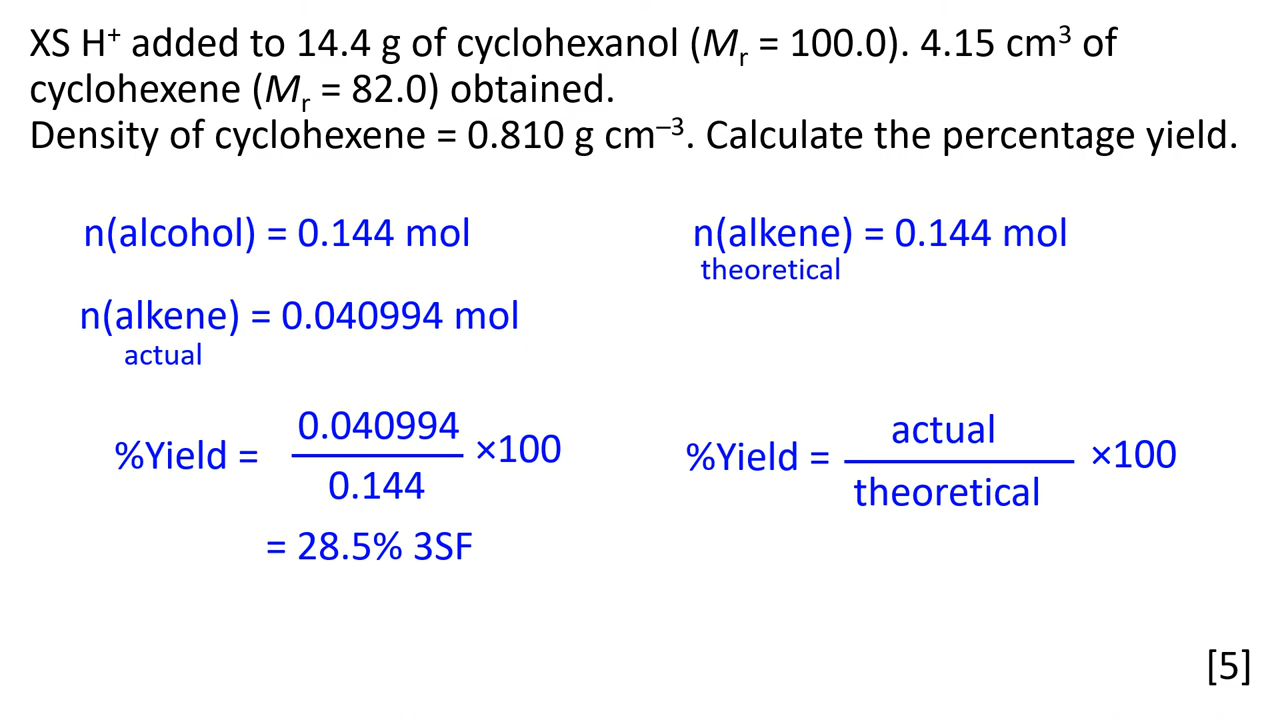 XS H⁺ added to 14.4 g of cyclohexanol (Mᵣ = 100.0). 4.15 cm³ of
cyclohexene (Mᵣ = 82.0) obtained.
Density of cyclohexene = 0.810 g cm⁻³. Calculate the percentage yield.
n(alcohol) = 0.144 mol
n(alkene) = 0.144 mol
theoretical
n(alkene) = 0.040994 mol
actual
%Yield = 0.040994 / 0.144 ×100
= 28.5% 3SF
%Yield = actual / theoretical ×100
[5]